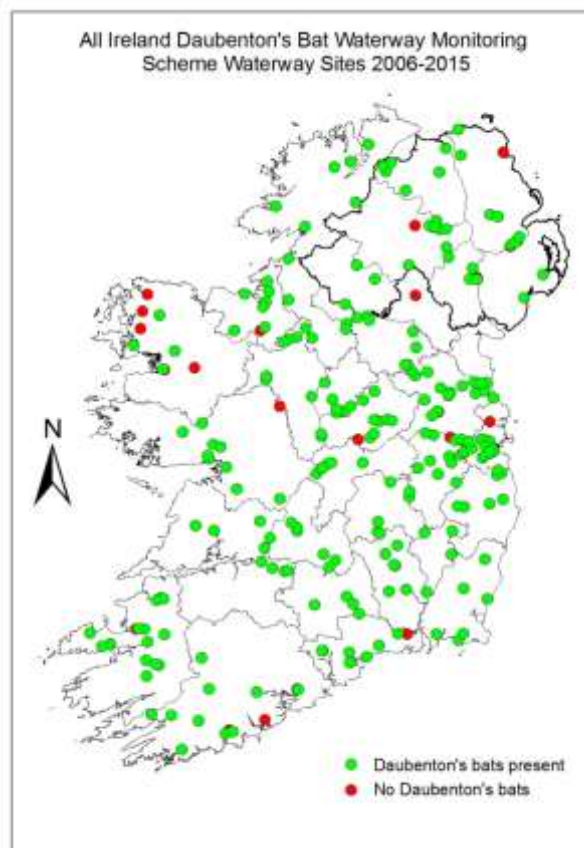 All Ireland Daubenton's Bat Waterway Monitoring
Scheme Waterway Sites 2006-2015
N
Daubenton's bats present
No Daubenton's bats